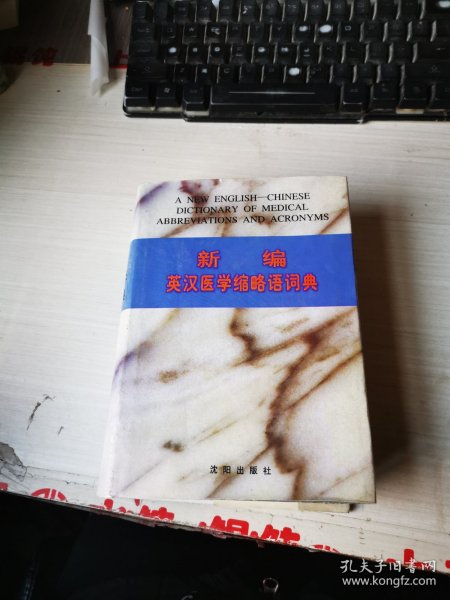 A NEW ENGLISH—CHINESE
DICTIONARY OF MEDICAL
ABBREVIATIONS AND ACRONYMS
新 编
英汉医学缩略语词典
沈阳出版社
孔夫子旧书网
www.kongfz.com